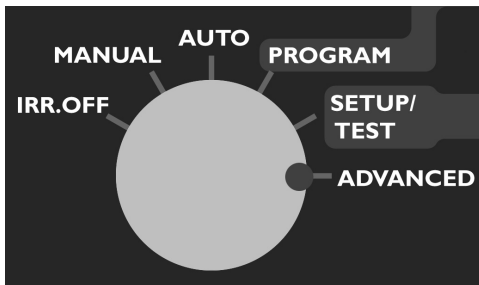 AUTO
MANUAL
PROGRAM
IRR.OFF
SETUP/
TEST
ADVANCED